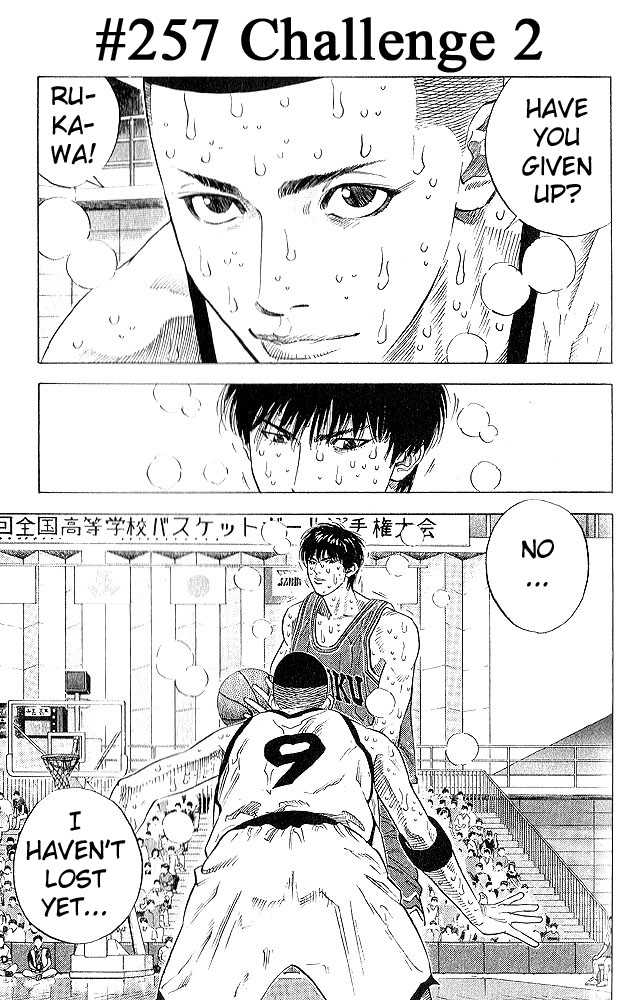 #257 Challenge 2
RU-
KA-
WA!
HAVE
YOU
GIVEN
UP?
回全国高等学校バスケットボール選手権大会
NO
...
KU
9
I
HAVEN'T
LOST
YET...